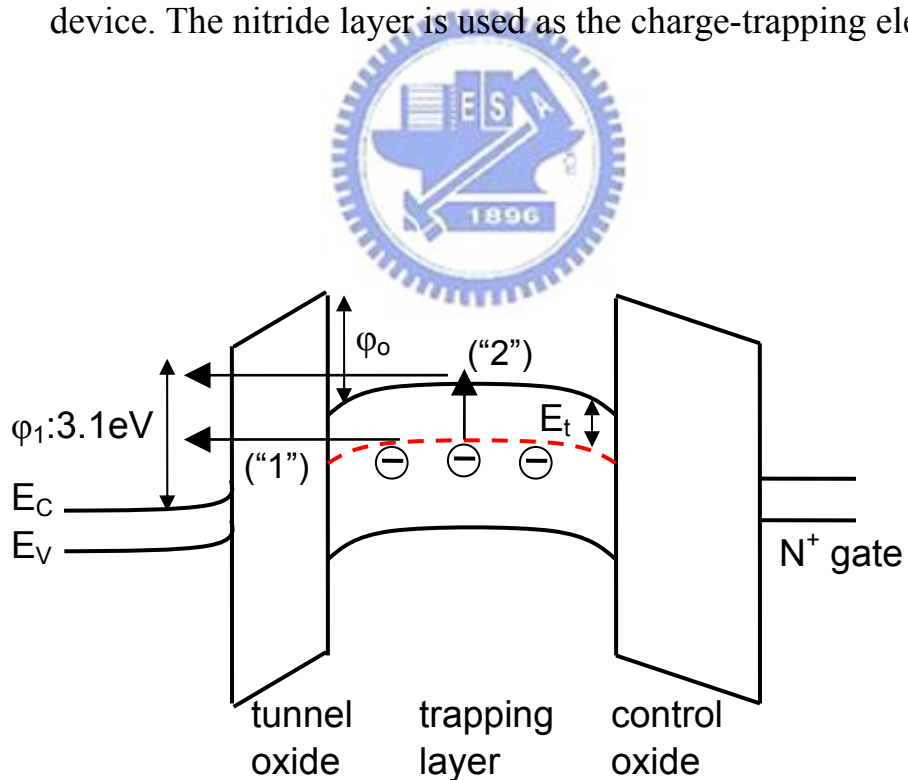 device. The nitride layer is used as the charge-trapping ele
E S A
1896
φo
("2")
φ1:3.1eV
Et
("1")
EC
EV
N+ gate
tunnel trapping control
oxide layer oxide